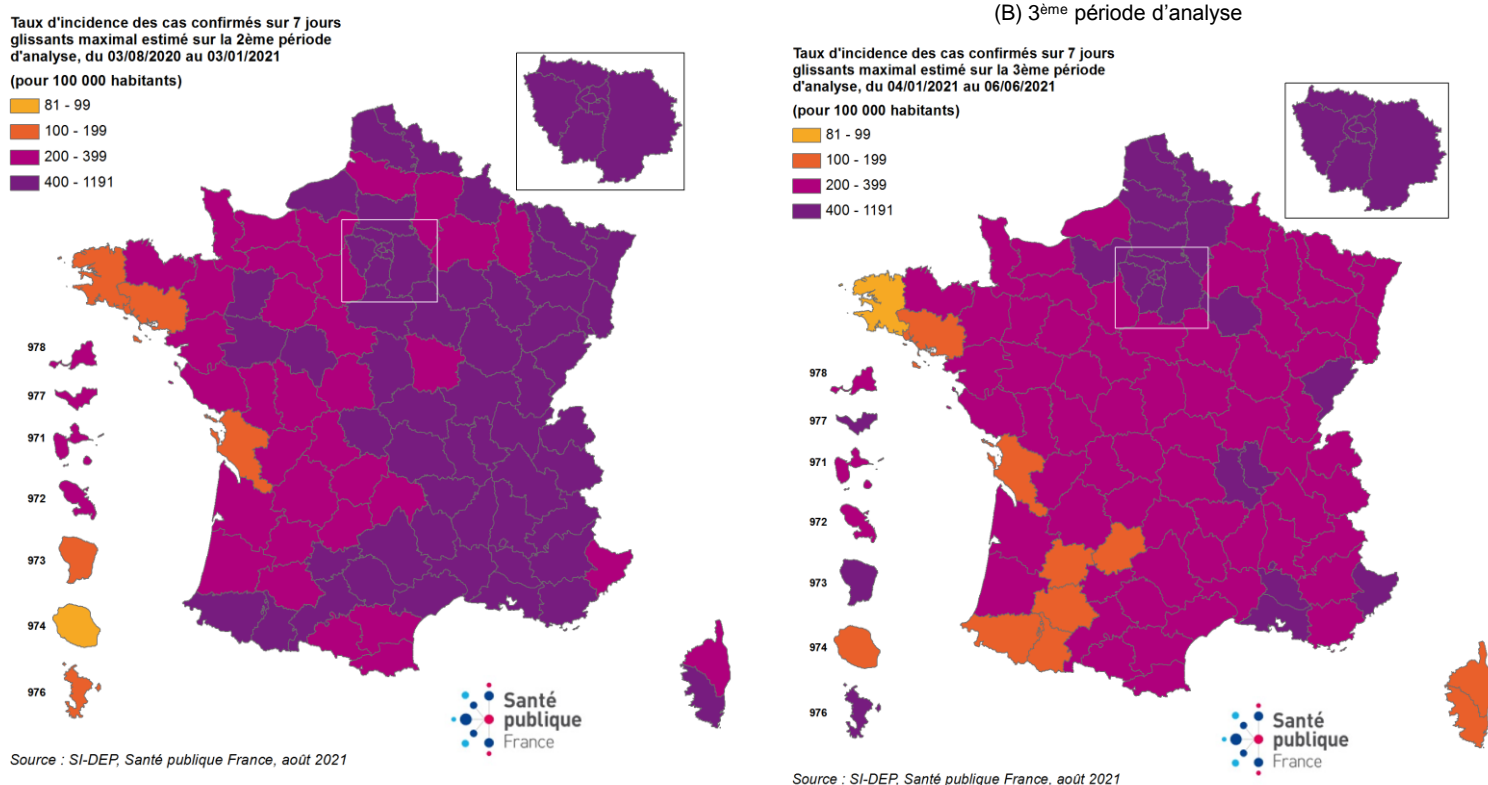 Taux d'incidence des cas confirmés sur 7 jours
glissants maximal estimé sur la 2ème période
d'analyse, du 03/08/2020 au 03/01/2021
(pour 100 000 habitants)
81 - 99
100 - 199
200 - 399
400 - 1191
978
977
971
972
973
974
976
Santé
publique
France
Source : SI-DEP, Santé publique France, août 2021
(B) 3ème période d’analyse
Taux d'incidence des cas confirmés sur 7 jours
glissants maximal estimé sur la 3ème période
d'analyse, du 04/01/2021 au 06/06/2021
(pour 100 000 habitants)
81 - 99
100 - 199
200 - 399
400 - 1191
978
977
971
972
973
974
976
Santé
publique
France
Source : SI-DEP, Santé publique France, août 2021